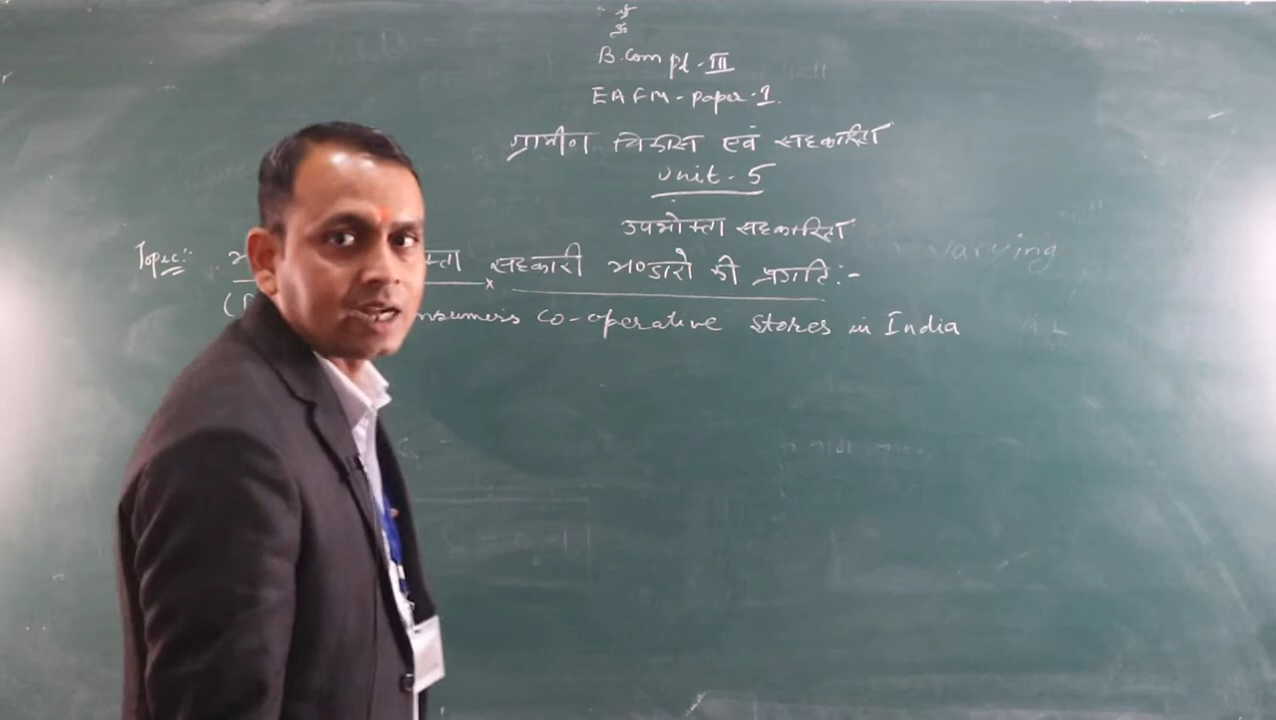 श्री
ॐ
B.Com pt-III
EAFM-paper-I.
ग्रामीण विकास एवं सहकारिता
Unit-5
उपभोक्ता सहकारिता
Topic:- सहकारी भण्डारो की प्रगति:-
Co-operative Stores in India
varying